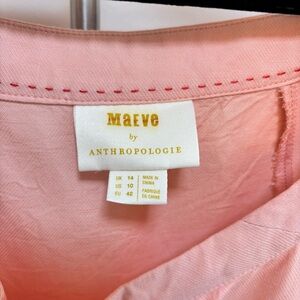 MaEve
by
ANTHROPOLOGIE
UK 14
US 10
EU 42
MADE IN
CHINA
FABRIQUÉ
EN CHINE